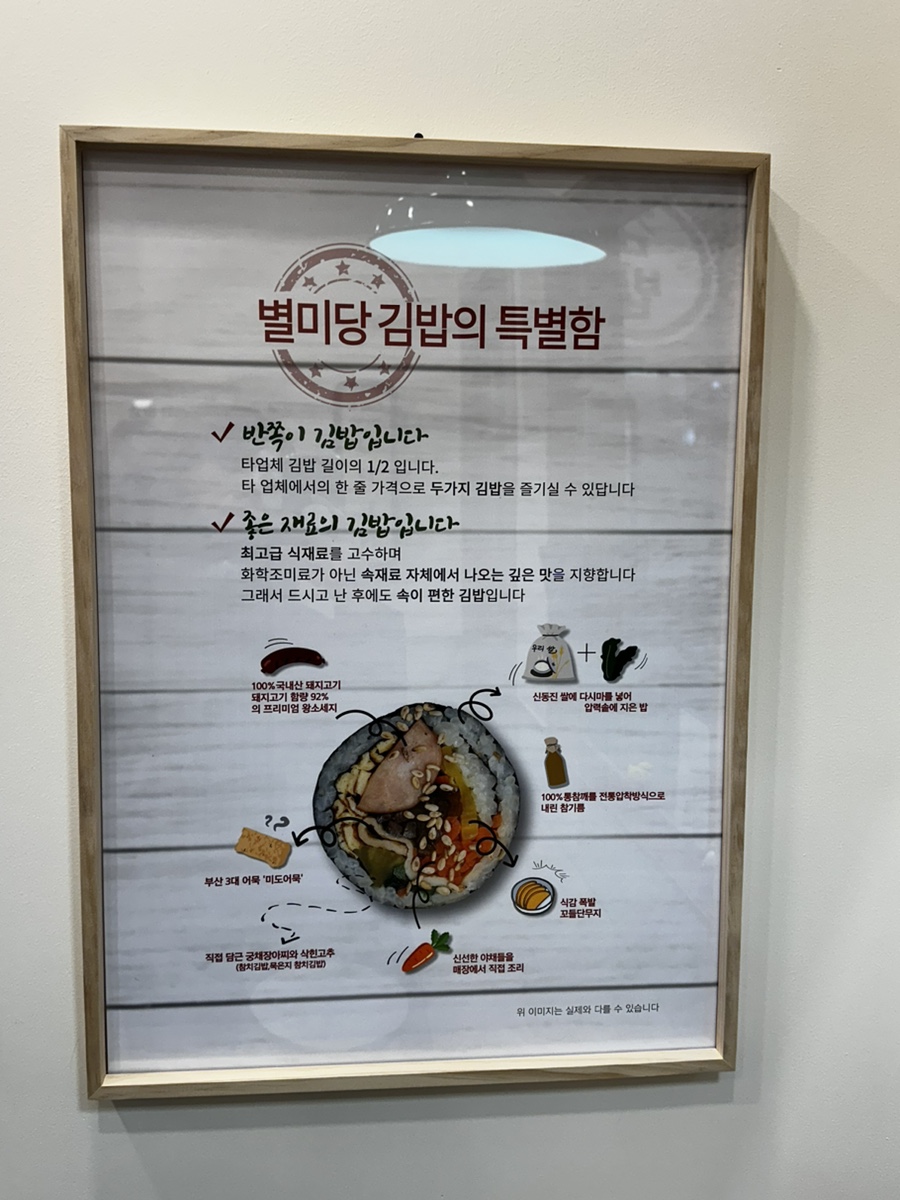 별미당 김밥의 특별함
반쪽이 김밥입니다
타업체 김밥 길이의 1/2 입니다.
타 업체에서의 한 줄 가격으로 두가지 김밥을 즐기실 수 있답니다
좋은 재료의 김밥입니다
최고급 식재료를 고수하며
화학조미료가 아닌 속재료 자체에서 나오는 깊은 맛을 지향합니다
그래서 드시고 난 후에도 속이 편한 김밥입니다
100%국내산 돼지고기
돼지고기 함량 92%
의 프리미엄 왕소세지
우리 쌀
신동진 쌀에 다시마를 넣어
압력솥에 지은 밥
100%통참깨를 전통압착방식으로
내린 참기름
부산 3대 어묵 '미도어묵'
식감 폭발
꼬들단무지
직접 담근 궁채장아찌와 삭힌고추
(참치김밥,묵은지 참치김밥)
신선한 야채들을
매장에서 직접 조리
위 이미지는 실제와 다를 수 있습니다